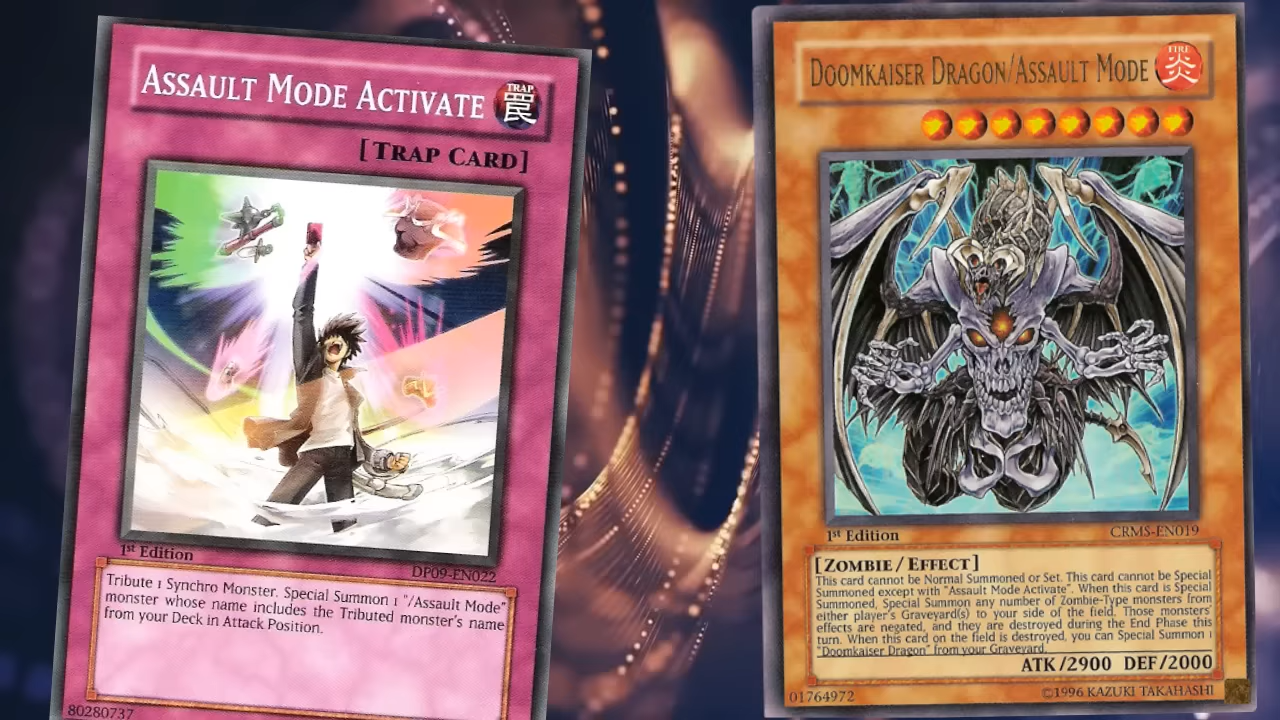 ASSAULT MODE ACTIVATE
TRAP
罠
[TRAP CARD]
1st Edition
DP09-EN022
Tribute 1 Synchro Monster. Special Summon 1 "/Assault Mode"
monster whose name includes the Tributed monster's name
from your Deck in Attack Position.
80280737
DOOMKAISER DRAGON/ASSAULT MODE
FIRE
炎
1st Edition
CRMS-EN019
[ZOMBIE/EFFECT]
This card cannot be Normal Summoned or Set. This card cannot be Special
Summoned except with "Assault Mode Activate". When this card is Special
Summoned, Special Summon any number of Zombie-Type monsters from
either player's Graveyard(s) to your side of the field. Those monsters'
effects are negated, and they are destroyed during the End Phase this
turn. When this card on the field is destroyed, you can Special Summon 1
"Doomkaiser Dragon" from your Graveyard.
ATK/2900 DEF/2000
01764972
©1996 KAZUKI TAKAHASHI